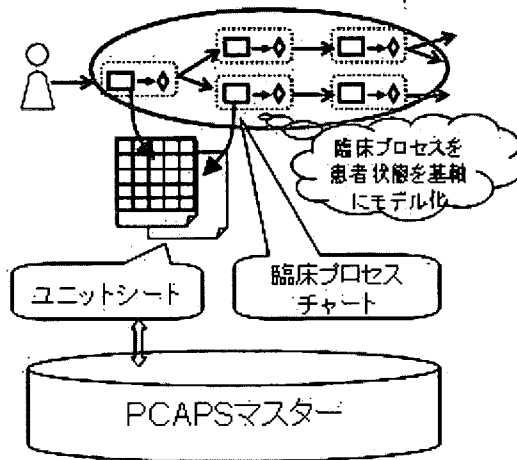 臨床プロセスを
患者状態を基軸
にモデル化
ユニットシート
臨床プロセス
チャート
PCAPSマスター